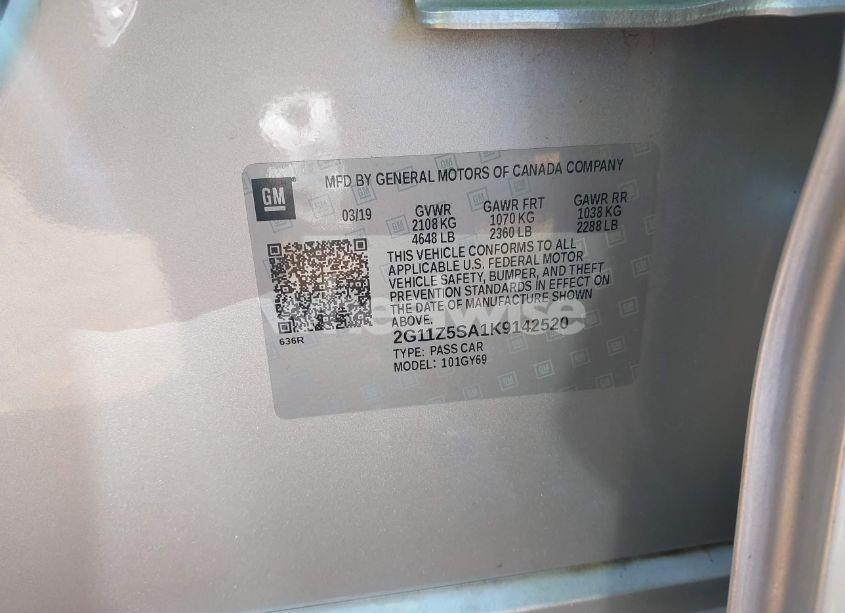 MFD BY GENERAL MOTORS OF CANADA COMPANY
GM
03/19 GVWR GAWR FRT GAWR RR
2108 KG 1070 KG 1038 KG
4648 LB 2360 LB 2288 LB
THIS VEHICLE CONFORMS TO ALL
APPLICABLE U.S. FEDERAL MOTOR
VEHICLE SAFETY, BUMPER, AND THEFT
PREVENTION STANDARDS IN EFFECT ON
THE DATE OF MANUFACTURE SHOWN
ABOVE.
636R 2G11Z5SA1K9142520
TYPE: PASS CAR
MODEL: 101GY69